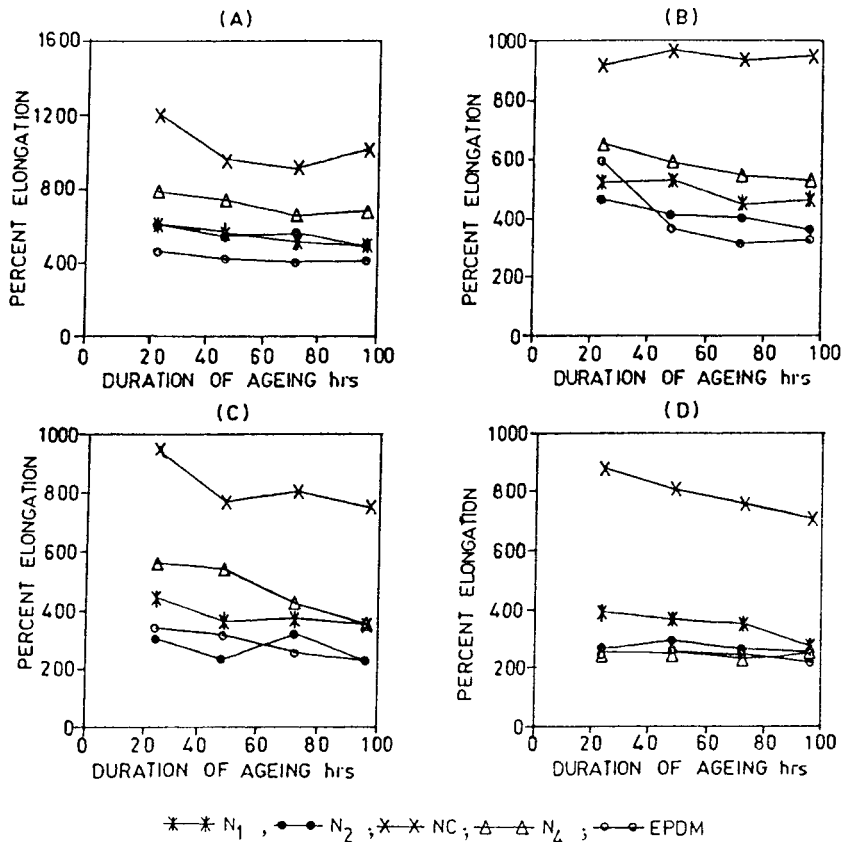 (A)
1600
1200
800
400
0
PERCENT ELONGATION
0 20 40 60 80 100
DURATION OF AGEING hrs
(B)
1000
800
600
400
200
0
PERCENT ELONGATION
0 20 40 60 80 100
DURATION OF AGEING hrs
(C)
1000
800
600
400
200
0
PERCENT ELONGATION
0 20 40 60 80 100
DURATION OF AGEING hrs
(D)
1000
800
600
400
200
0
PERCENT ELONGATION
0 20 40 60 80 100
DURATION OF AGEING hrs
N1 , N2 ; NC ; N4 ; EPDM